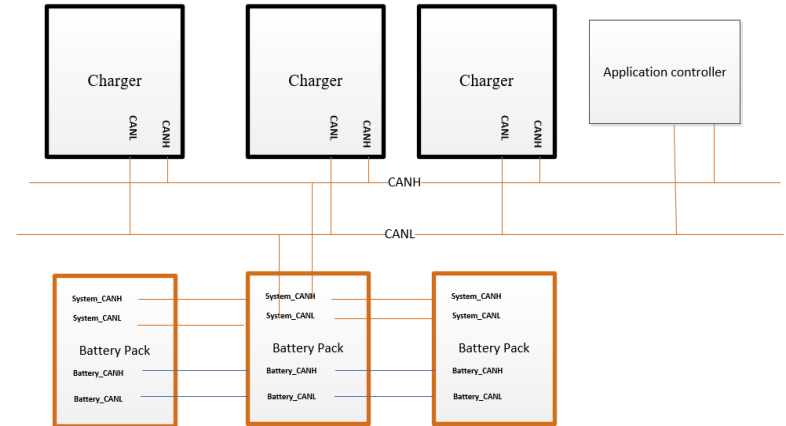 Charger
CANL
CANH
Charger
CANL
CANH
Charger
CANL
CANH
Application controller
CANH
CANL
System_CANH
System_CANL
Battery Pack
Battery_CANH
Battery_CANL
System_CANH
System_CANL
Battery Pack
Battery_CANH
Battery_CANL
System_CANH
System_CANL
Battery Pack
Battery_CANH
Battery_CANL